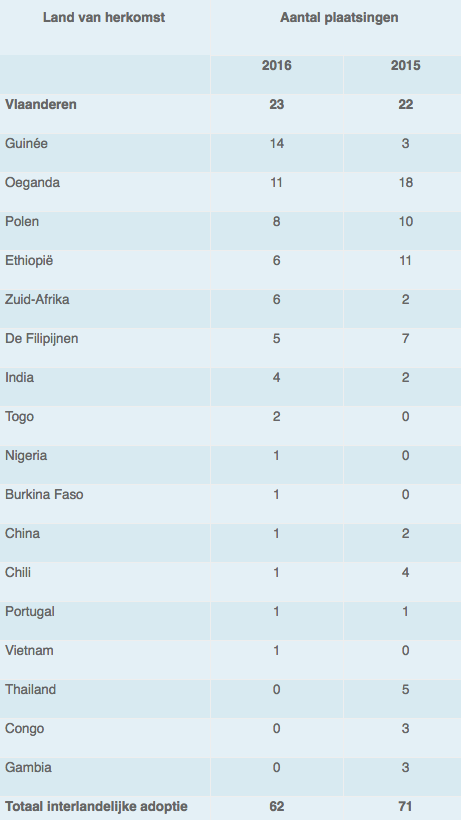 Land van herkomst Aantal plaatsingen
2016 2015
Vlaanderen 23 22
Guinée 14 3
Oeganda 11 18
Polen 8 10
Ethiopië 6 11
Zuid-Afrika 6 2
De Filipijnen 5 7
India 4 2
Togo 2 0
Nigeria 1 0
Burkina Faso 1 0
China 1 2
Chili 1 4
Portugal 1 1
Vietnam 1 0
Thailand 0 5
Congo 0 3
Gambia 0 3
Totaal interlandelijke adoptie 62 71